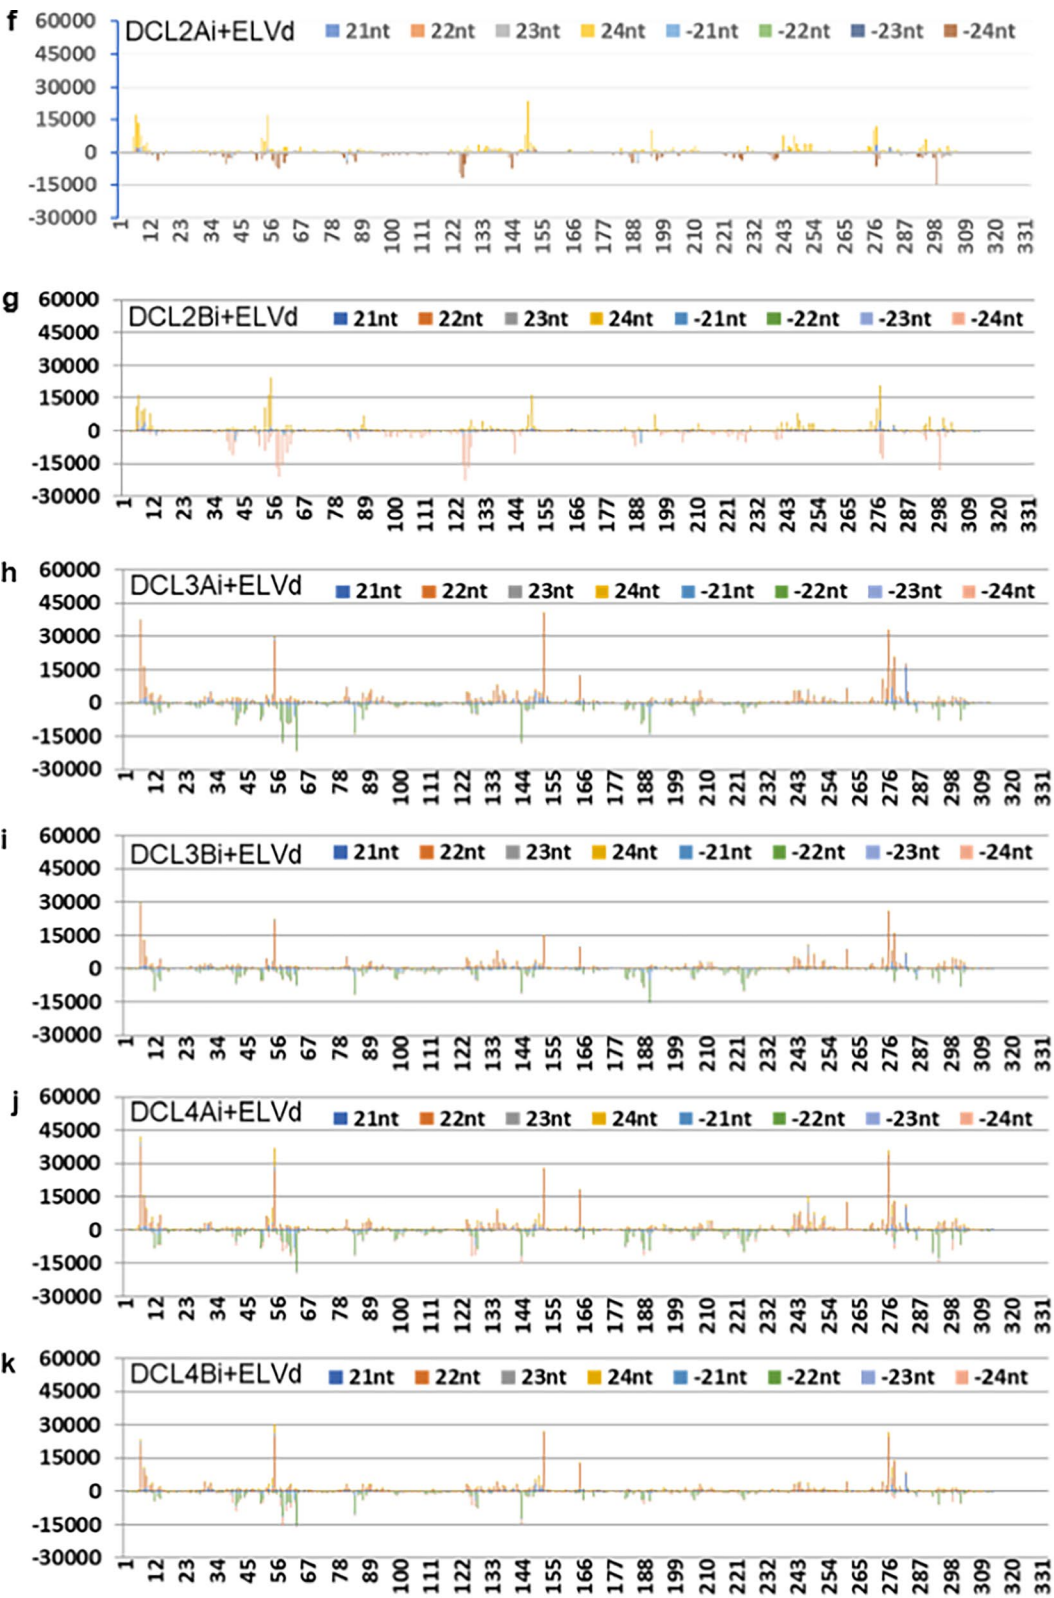 f
DCL2Ai+ELVd 21nt 22nt 23nt 24nt -21nt -22nt -23nt -24nt
60000
45000
30000
15000
0
-15000
-30000
1 12 23 34 45 56 67 78 89 100 111 122 133 144 155 166 177 188 199 210 221 232 243 254 265 276 287 298 309 320 331
g
DCL2Bi+ELVd 21nt 22nt 23nt 24nt -21nt -22nt -23nt -24nt
60000
45000
30000
15000
0
-15000
-30000
1 12 23 34 45 56 67 78 89 100 111 122 133 144 155 166 177 188 199 210 221 232 243 254 265 276 287 298 309 320 331
h
DCL3Ai+ELVd 21nt 22nt 23nt 24nt -21nt -22nt -23nt -24nt
60000
45000
30000
15000
0
-15000
-30000
1 12 23 34 45 56 67 78 89 100 111 122 133 144 155 166 177 188 199 210 221 232 243 254 265 276 287 298 309 320 331
i
DCL3Bi+ELVd 21nt 22nt 23nt 24nt -21nt -22nt -23nt -24nt
60000
45000
30000
15000
0
-15000
-30000
1 12 23 34 45 56 67 78 89 100 111 122 133 144 155 166 177 188 199 210 221 232 243 254 265 276 287 298 309 320 331
j
DCL4Ai+ELVd 21nt 22nt 23nt 24nt -21nt -22nt -23nt -24nt
60000
45000
30000
15000
0
-15000
-30000
1 12 23 34 45 56 67 78 89 100 111 122 133 144 155 166 177 188 199 210 221 232 243 254 265 276 287 298 309 320 331
k
DCL4Bi+ELVd 21nt 22nt 23nt 24nt -21nt -22nt -23nt -24nt
60000
45000
30000
15000
0
-15000
-30000
1 12 23 34 45 56 67 78 89 100 111 122 133 144 155 166 177 188 199 210 221 232 243 254 265 276 287 298 309 320 331